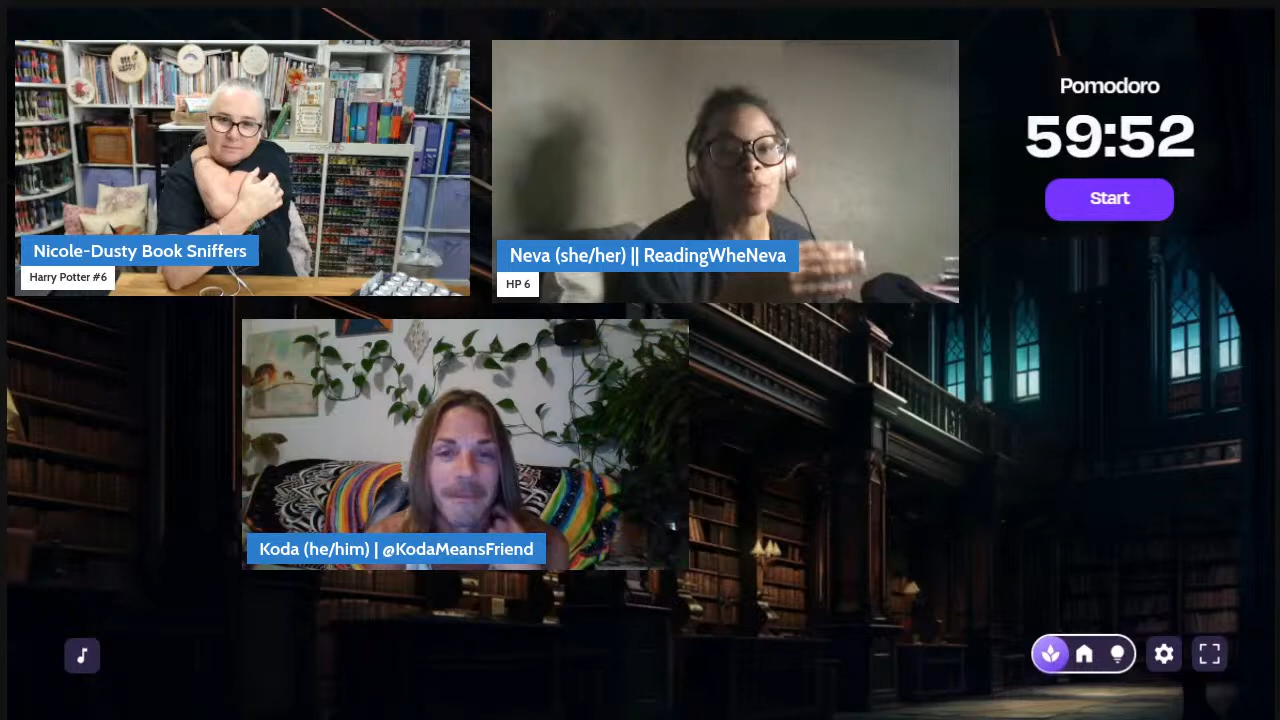 Pomodoro
59:52
Start
Nicole-Dusty Book Sniffers
Harry Potter #6
Neva (she/her) || ReadingWheNeva
HP 6
Koda (he/him) | @KodaMeansFriend